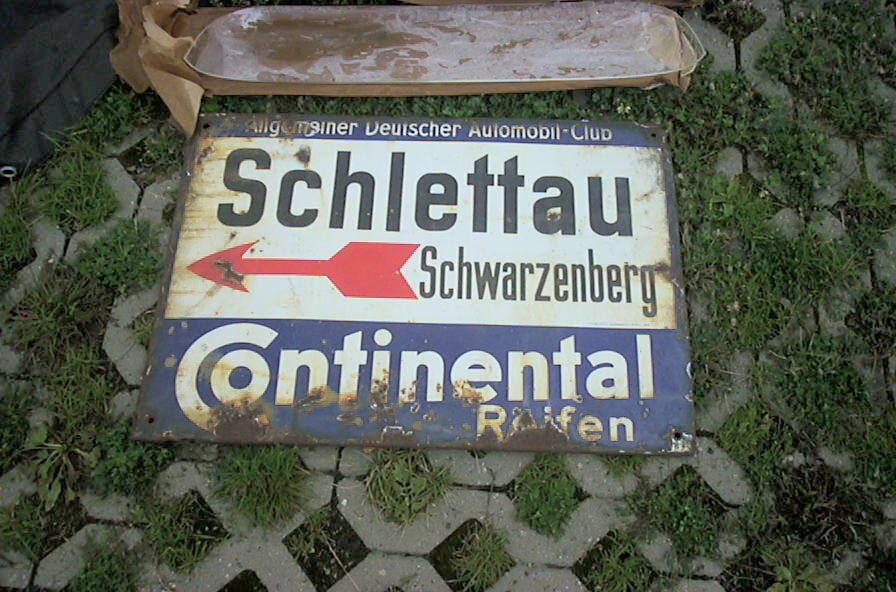 Allgemeiner Deutscher Automobil-Club
Schlettau
Schwarzenberg
Continental
Reifen